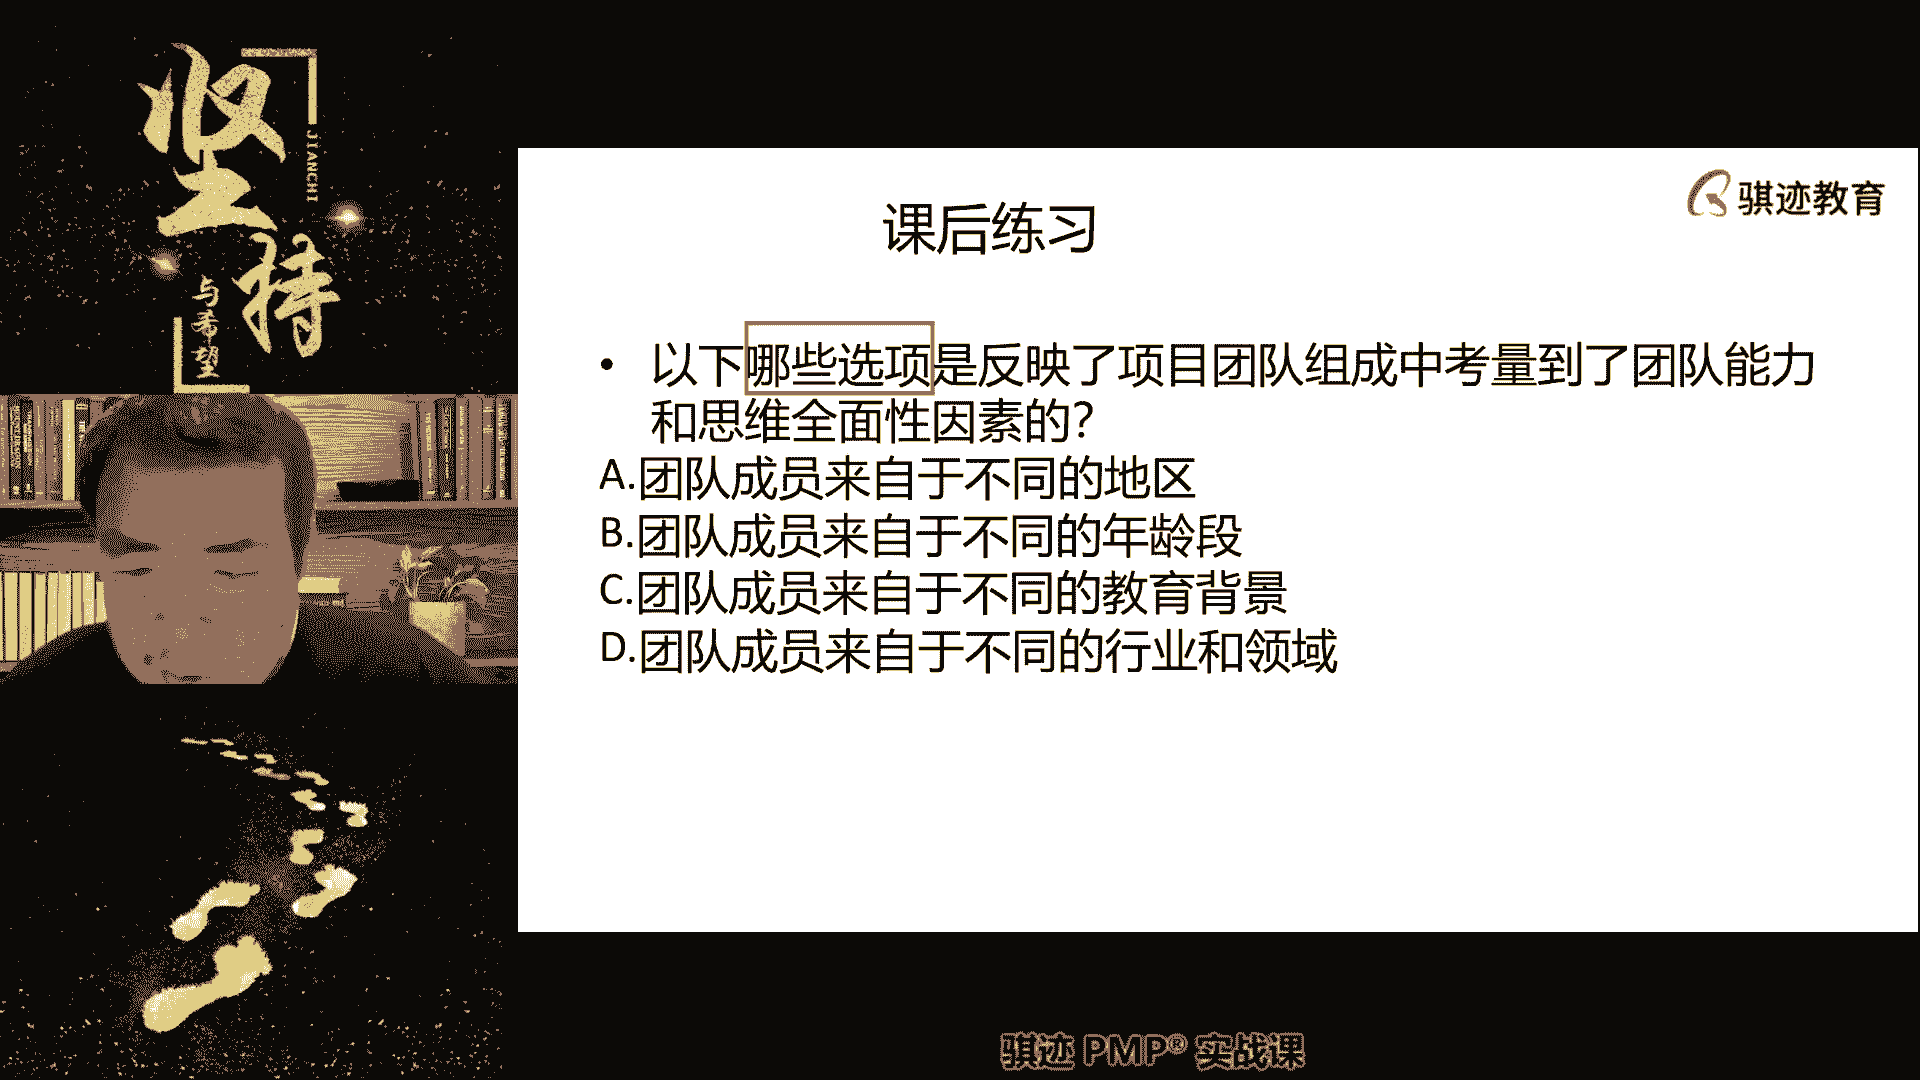 坚持
JIANCHI
与希望
骐迹教育
课后练习
• 以下哪些选项是反映了项目团队组成中考量到了团队能力
和思维全面性因素的?
A.团队成员来自于不同的地区
B.团队成员来自于不同的年龄段
C.团队成员来自于不同的教育背景
D.团队成员来自于不同的行业和领域
骐迹 PMP® 实战课